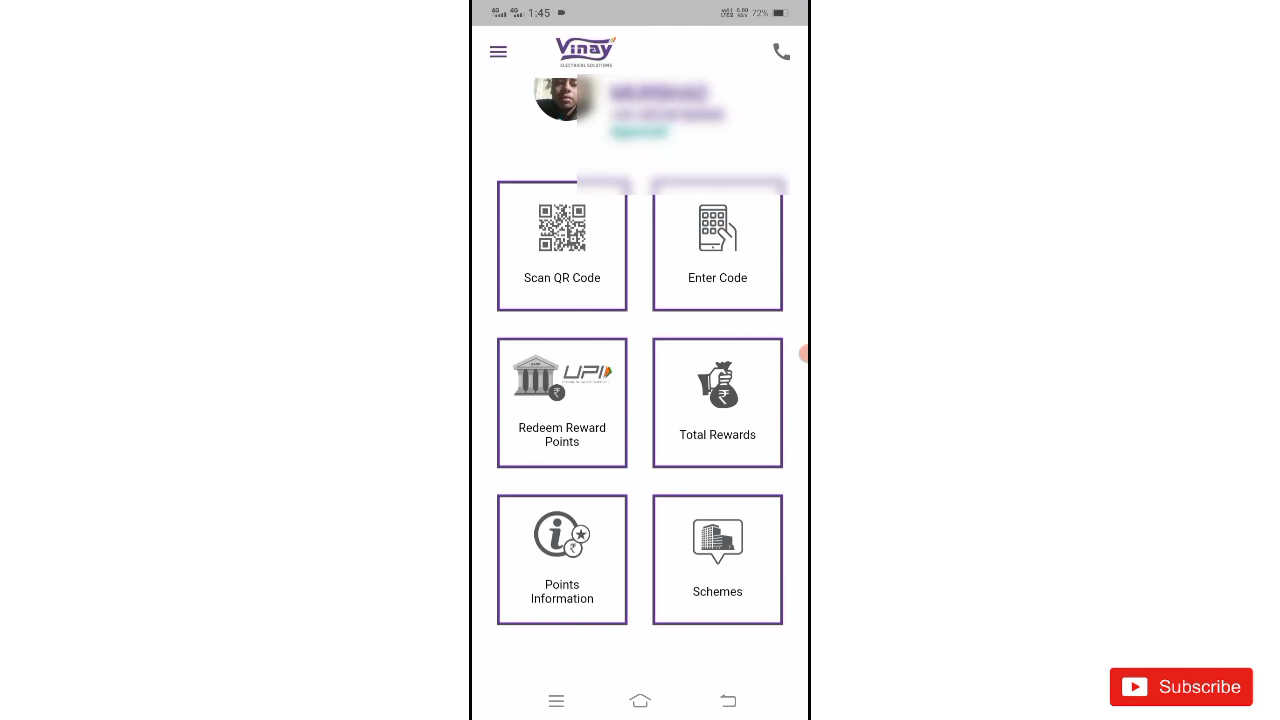 1:45
72%
Vinay
ELECTRICAL SOLUTIONS
Scan QR Code
Enter Code
UPI
Redeem Reward
Points
Total Rewards
Points
Information
Schemes
Subscribe